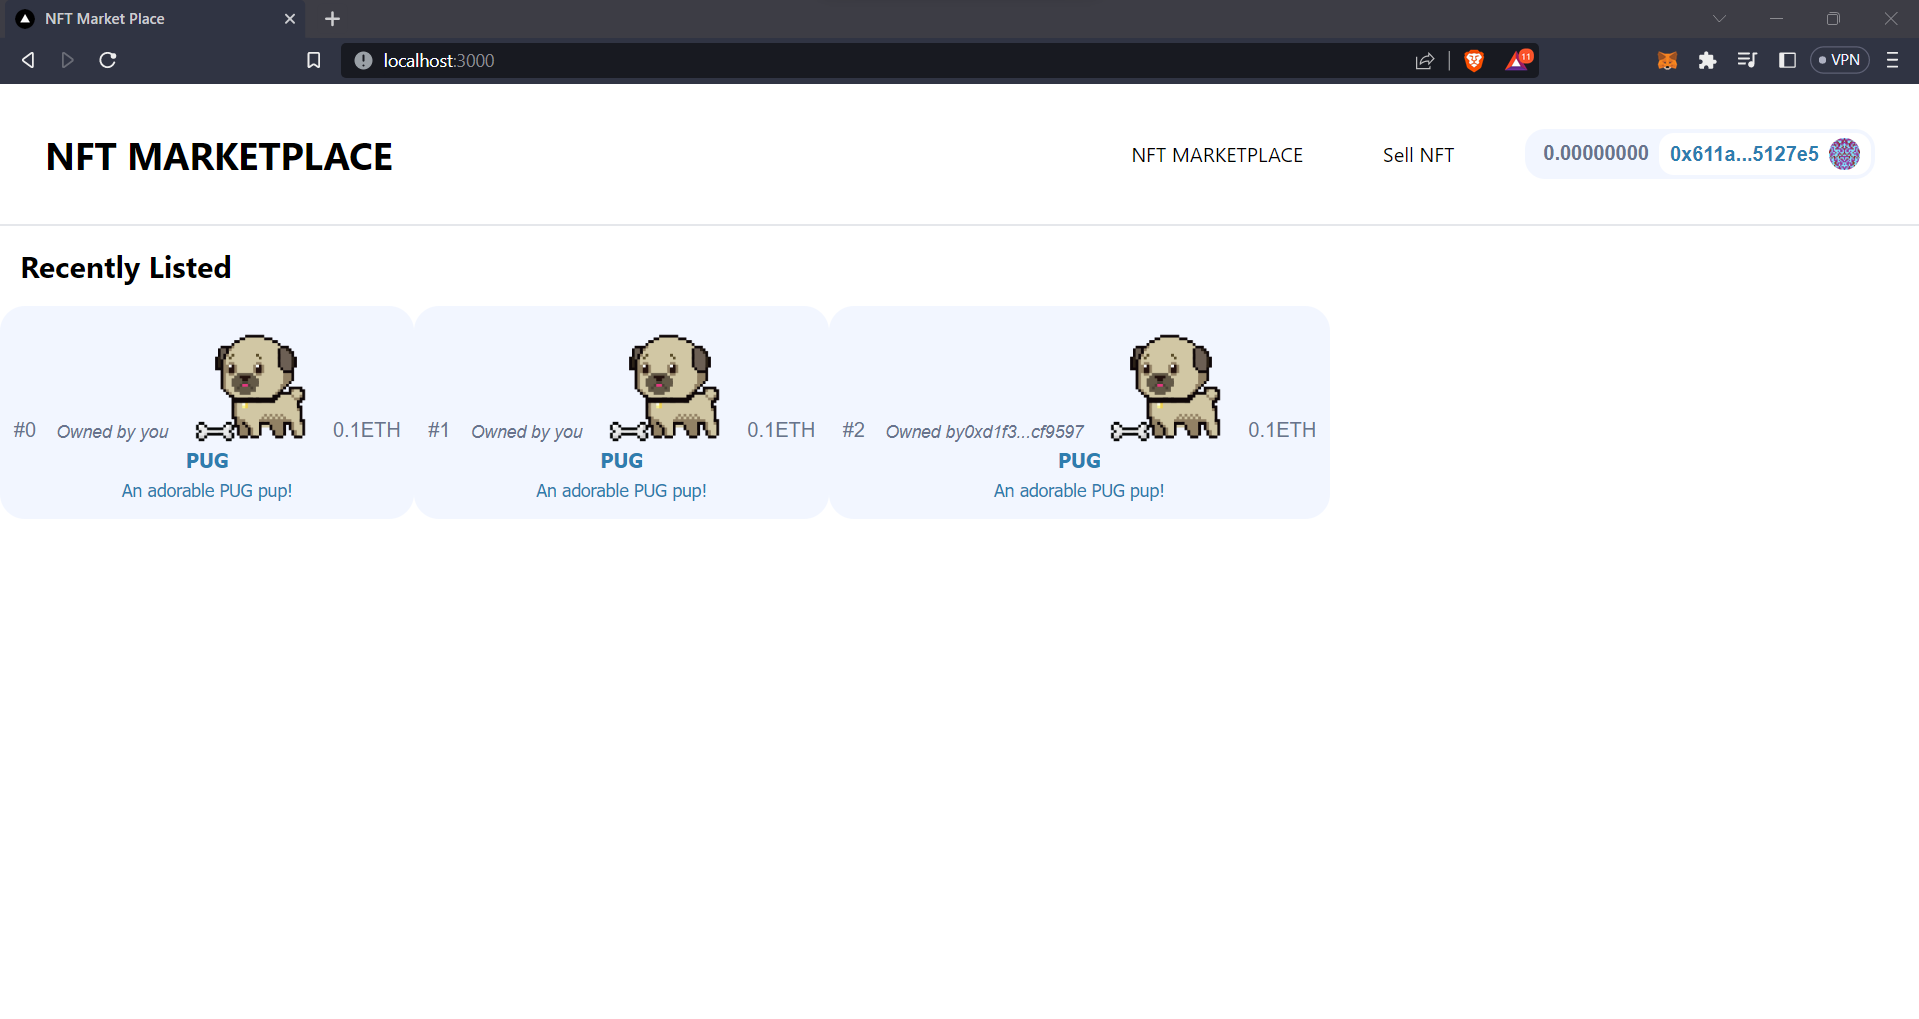 NFT Market Place
localhost:3000
11
VPN
NFT MARKETPLACE
NFT MARKETPLACE
Sell NFT
0.00000000
0x611a...5127e5
Recently Listed
#0 Owned by you 0.1ETH
PUG
An adorable PUG pup!
#1 Owned by you 0.1ETH
PUG
An adorable PUG pup!
#2 Owned by0xd1f3...cf9597 0.1ETH
PUG
An adorable PUG pup!